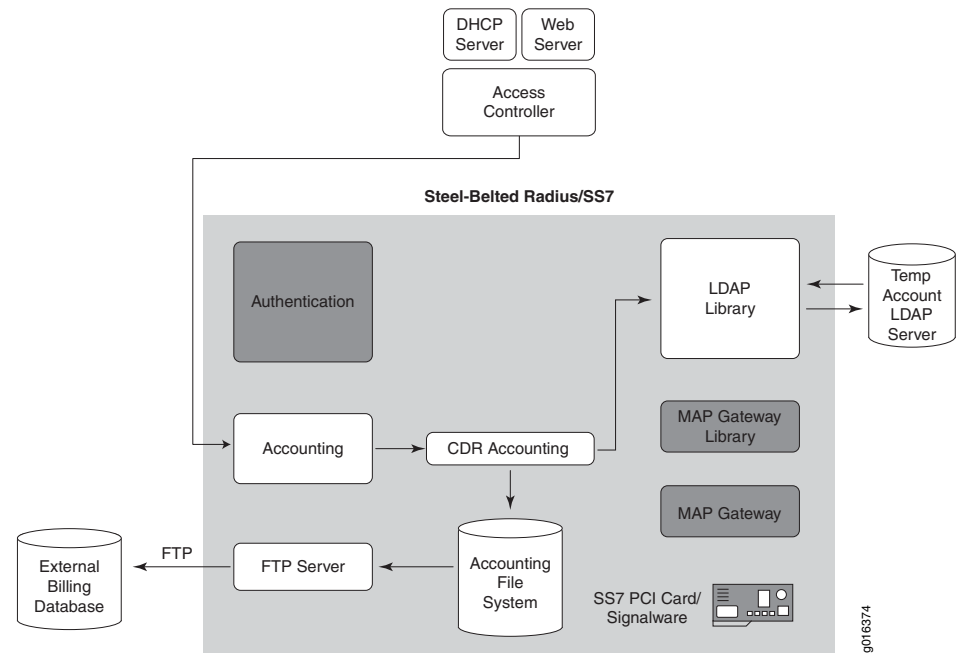 DHCP
Server
Web
Server
Access
Controller
Steel-Belted Radius/SS7
Authentication
LDAP
Library
Temp
Account
LDAP
Server
MAP Gateway
Library
Accounting
CDR Accounting
MAP Gateway
External
Billing
Database
FTP
FTP Server
Accounting
File
System
SS7 PCI Card/
Signalware
g016374